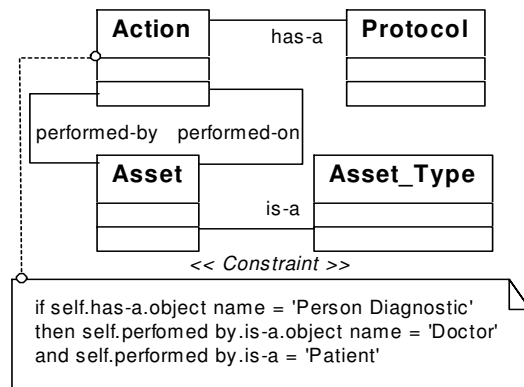 Action
has-a
Protocol
performed-by
performed-on
Asset
is-a
Asset_Type
<< Constraint >>
if self.has-a.object name = 'Person Diagnostic'
then self.perfomed by.is-a.object name = 'Doctor'
and self.performed by.is-a = 'Patient'